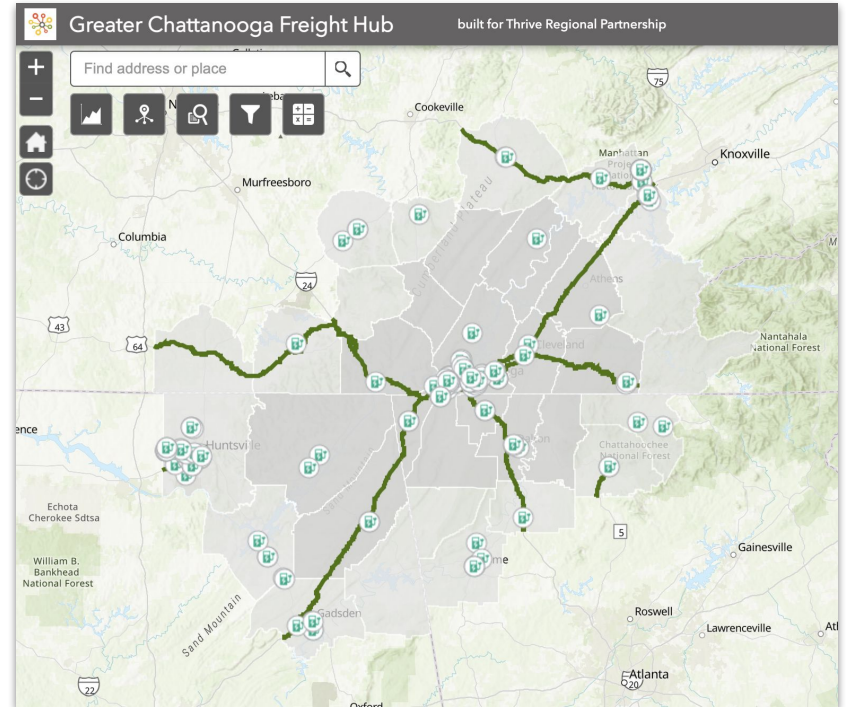 Greater Chattanooga Freight Hub
built for Thrive Regional Partnership
Find address or place
75
Cookeville
Manhattan
Knoxville
Murfreesboro
Plateau
Columbia
Athens
24
43
64
Cleveland
Nantahala
National Forest
Huntsville
Chattahoochee
National Forest
Echota
Cherokee Sdtsa
5
Gainesville
William B.
Bankhead
National Forest
Sand Mountain
Gadsden
Roswell
Lawrenceville
Atlanta
20
22
Oxford